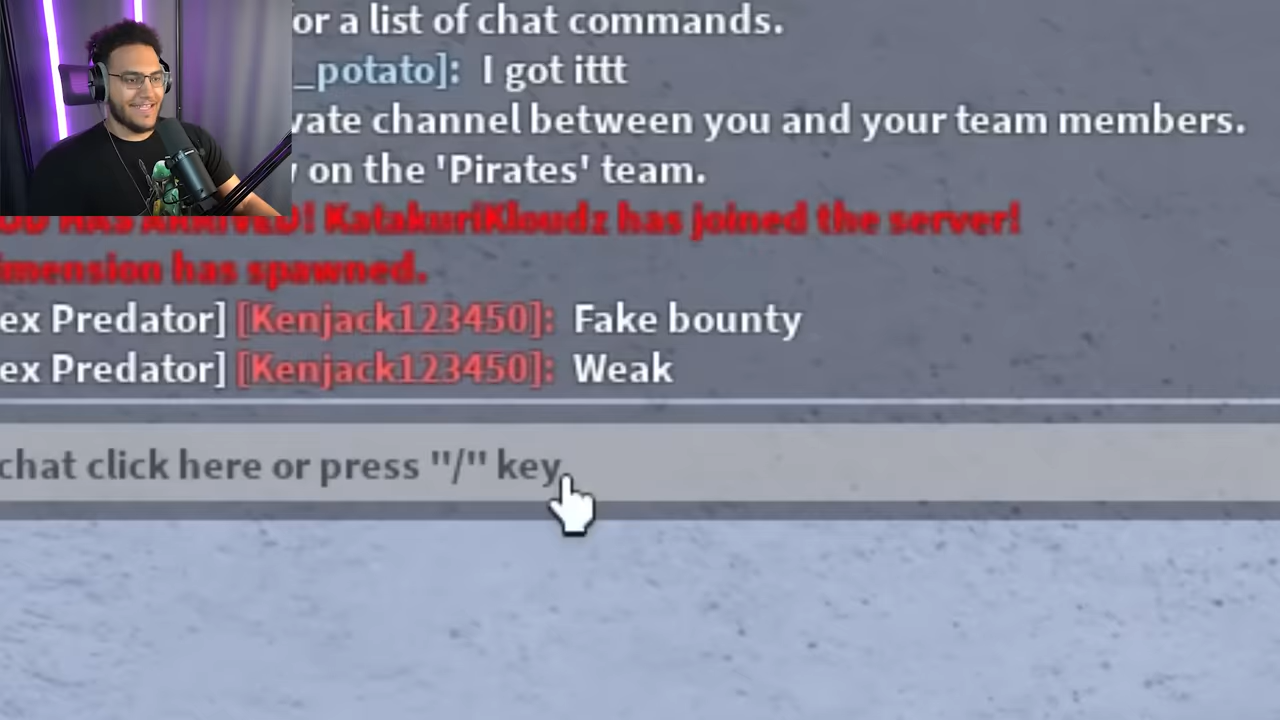 or a list of chat commands.
_potato]: I got ittt
vate channel between you and your team members.
on the 'Pirates' team.
HAS ARRIVED! KatakuriKloudz has joined the server!
imension has spawned.
ex Predator] [Kenjack123450]: Fake bounty
ex Predator] [Kenjack123450]: Weak
chat click here or press "/" key